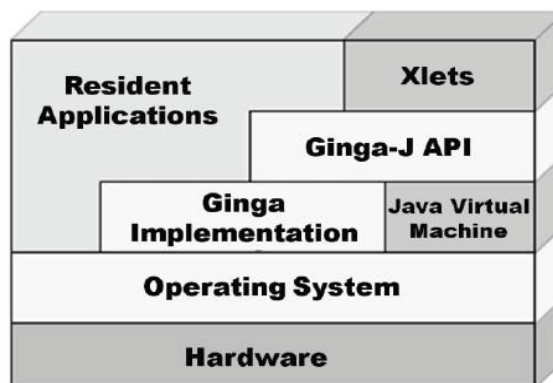 Resident
Applications
Xlets
Ginga-J API
Ginga
Implementation
Java Virtual
Machine
Operating System
Hardware